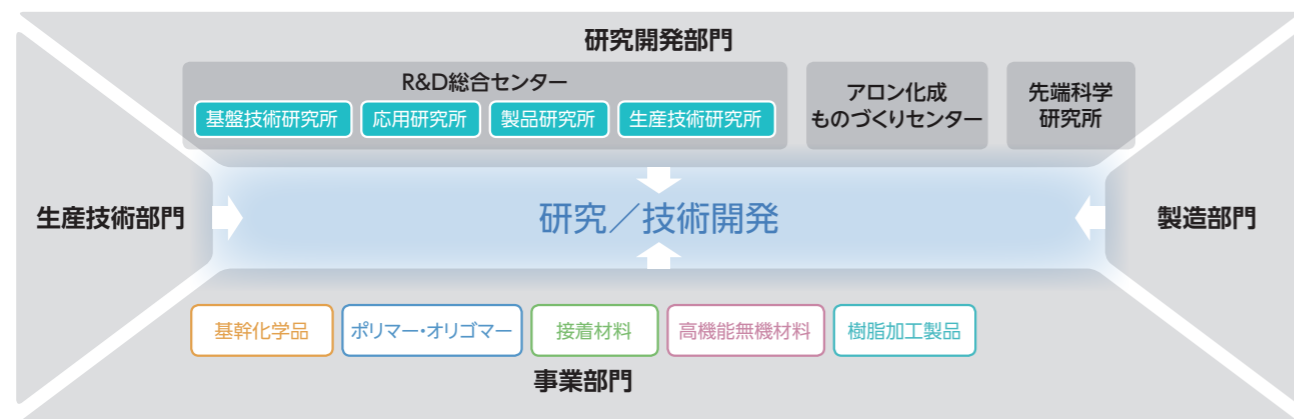 研究開発部門
R&D総合センター
基盤技術研究所
応用研究所
製品研究所
生産技術研究所
アロン化成
ものづくりセンター
先端科学
研究所
生産技術部門
研究／技術開発
製造部門
基幹化学品
ポリマー・オリゴマー
接着材料
高機能無機材料
樹脂加工製品
事業部門